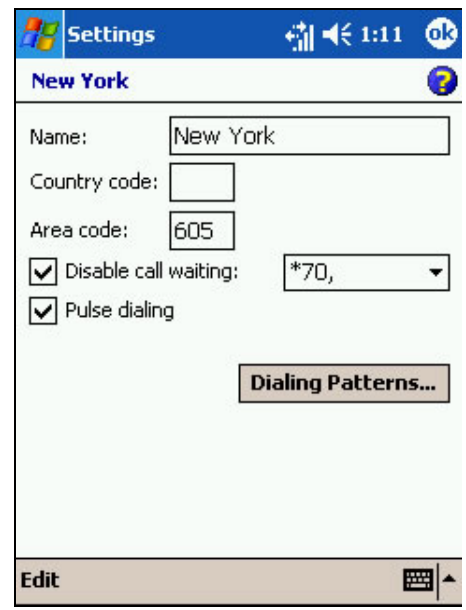 Settings 1:11 ok
New York ?
Name: New York
Country code:
Area code: 605
Disable call waiting: *70,
Pulse dialing
Dialing Patterns...
Edit